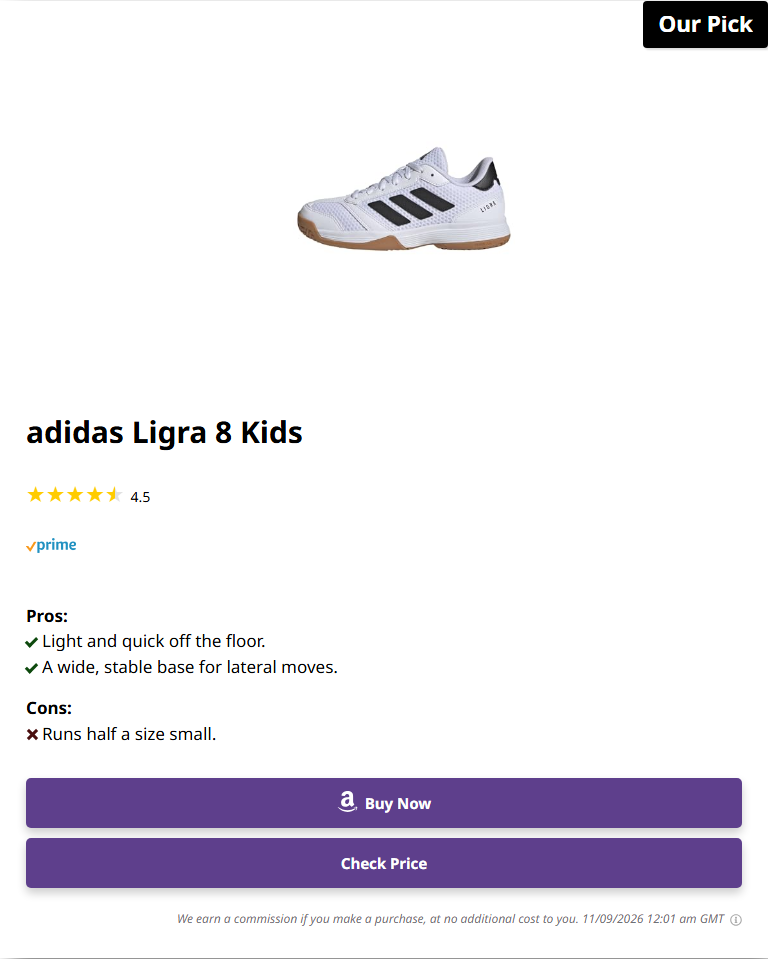 Our Pick
LIGRA
adidas Ligra 8 Kids
4.5
prime
Pros:
Light and quick off the floor.
A wide, stable base for lateral moves.
Cons:
Runs half a size small.
Buy Now
Check Price
We earn a commission if you make a purchase, at no additional cost to you. 11/09/2026 12:01 am GMT